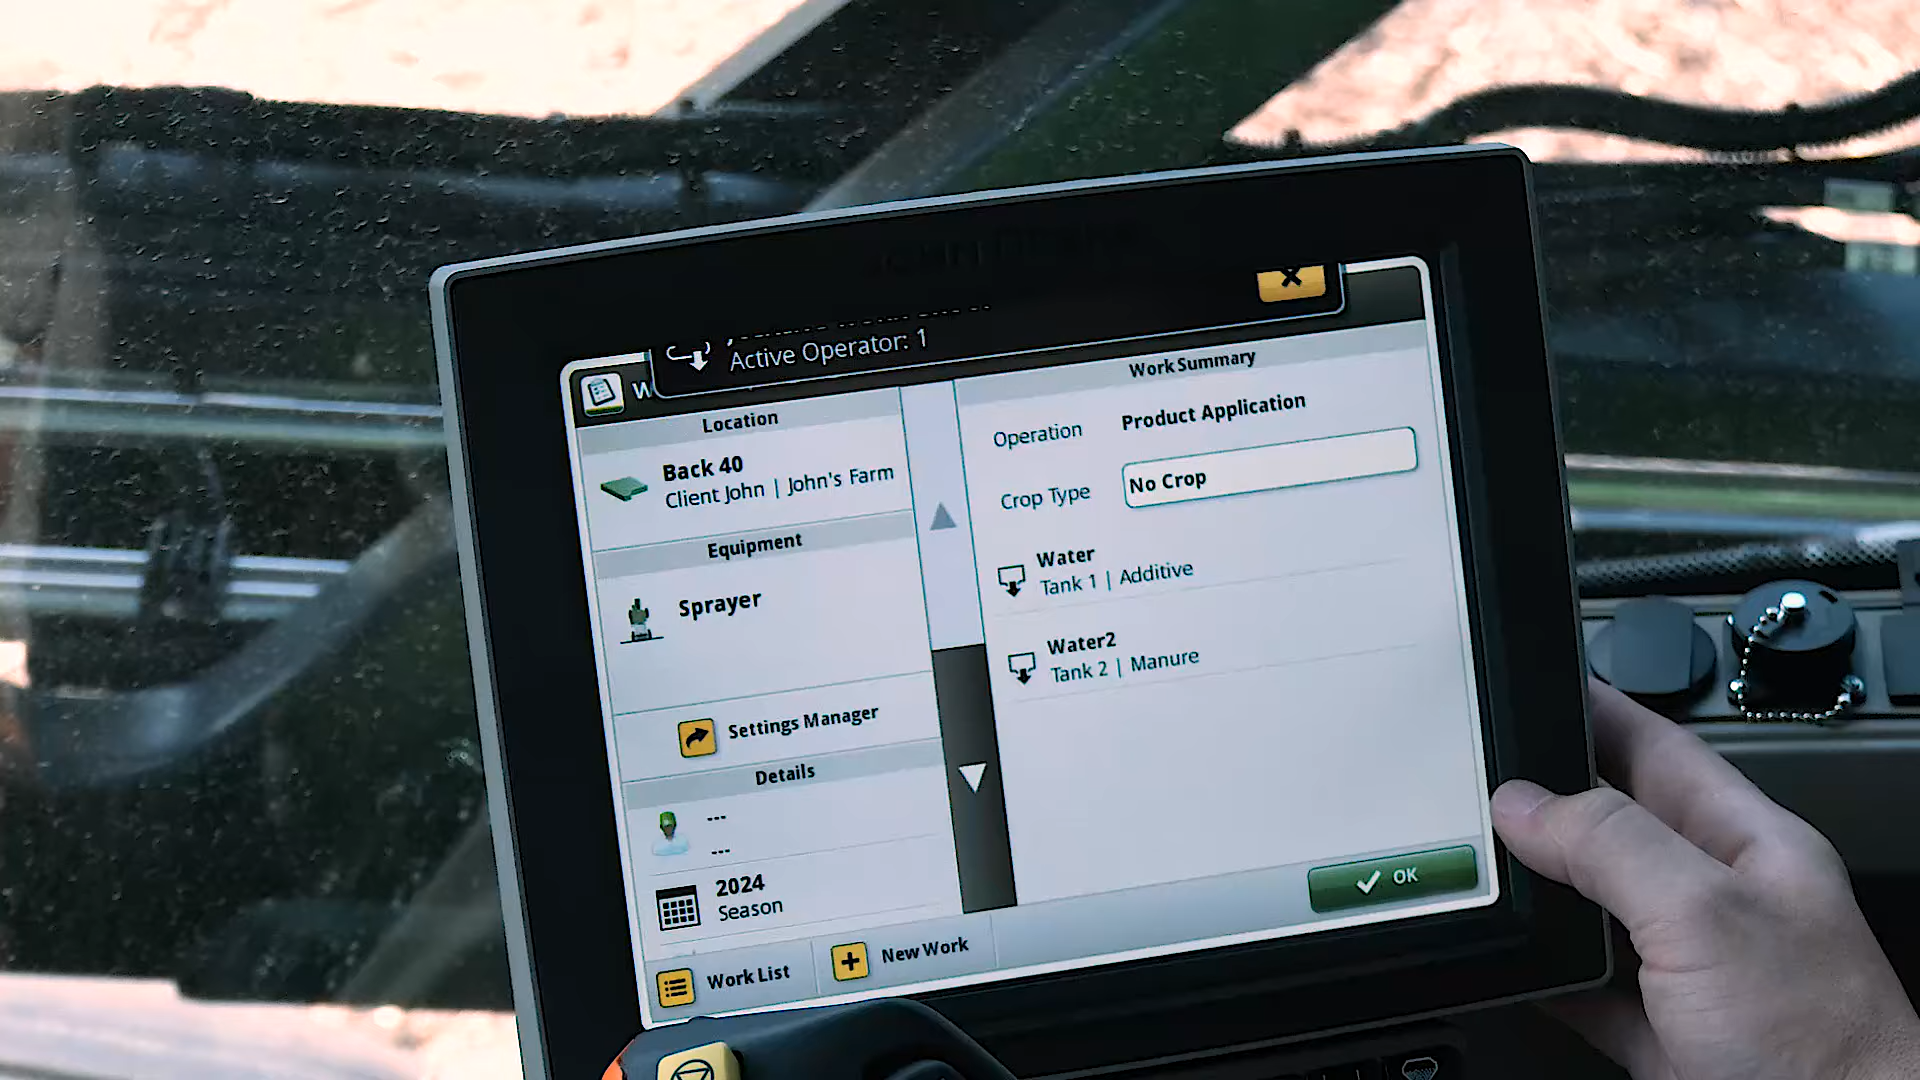 Active Operator: 1
Location
Back 40
Client John | John's Farm
Equipment
Sprayer
Settings Manager
Details
---
---
2024
Season
Work List
New Work
Work Summary
Operation
Product Application
Crop Type
No Crop
Water
Tank 1 | Additive
Water2
Tank 2 | Manure
OK